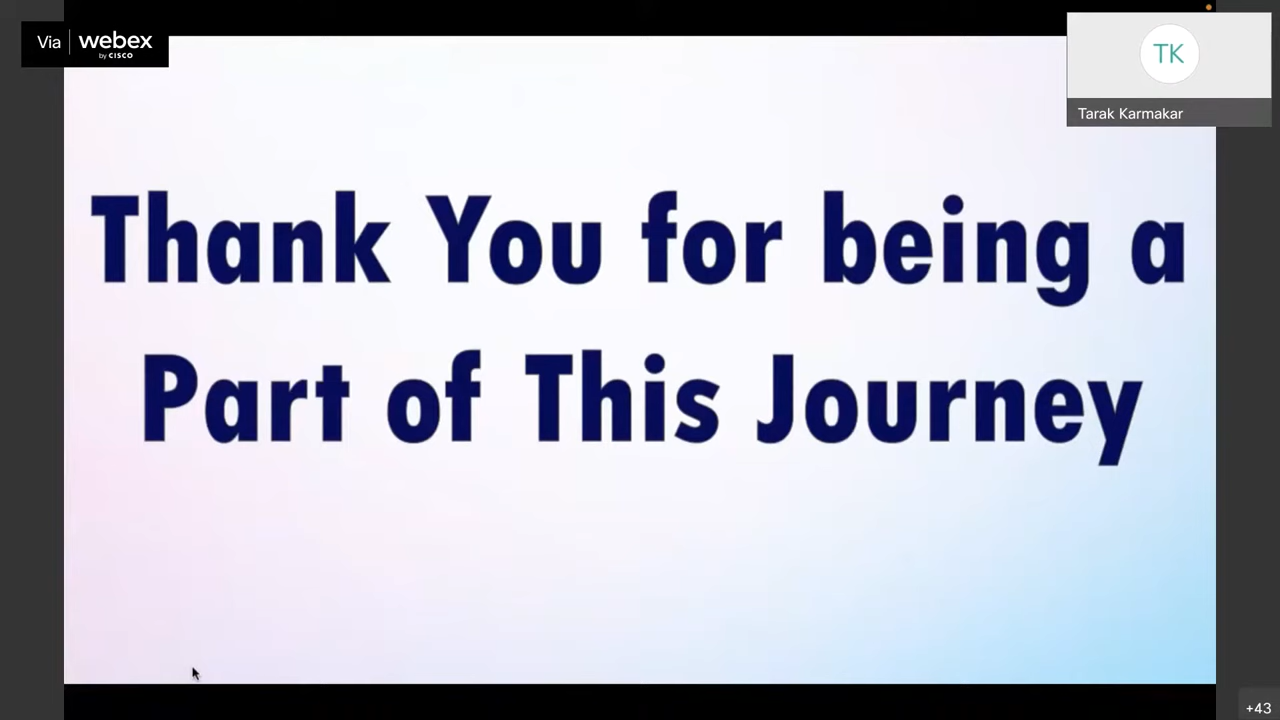 Via webex
by CISCO
TK
Tarak Karmakar
Thank You for being a
Part of This Journey
+43